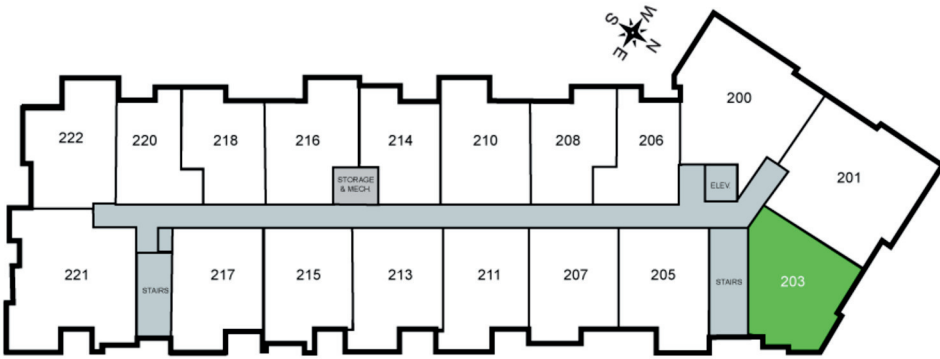 W
S
N
E
200
222
220
218
216
214
210
208
206
STORAGE
& MECH
ELEV.
201
221
STAIRS
217
215
213
211
207
205
STAIRS
203